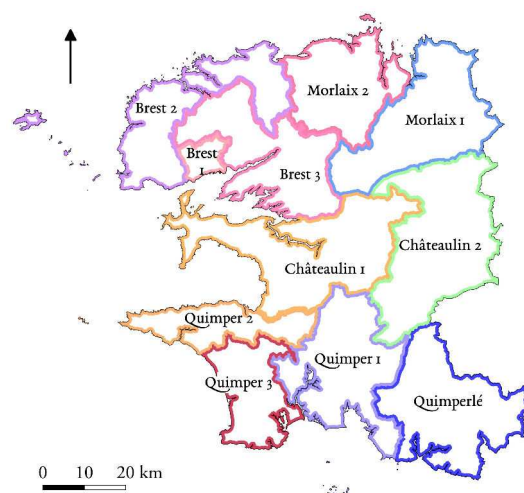 Brest 2
Morlaix 2
Morlaix 1
Brest
1
Brest 3
Châteaulin 2
Châteaulin 1
Quimper 2
Quimper 1
Quimper 3
Quimperlé
0 10 20 km